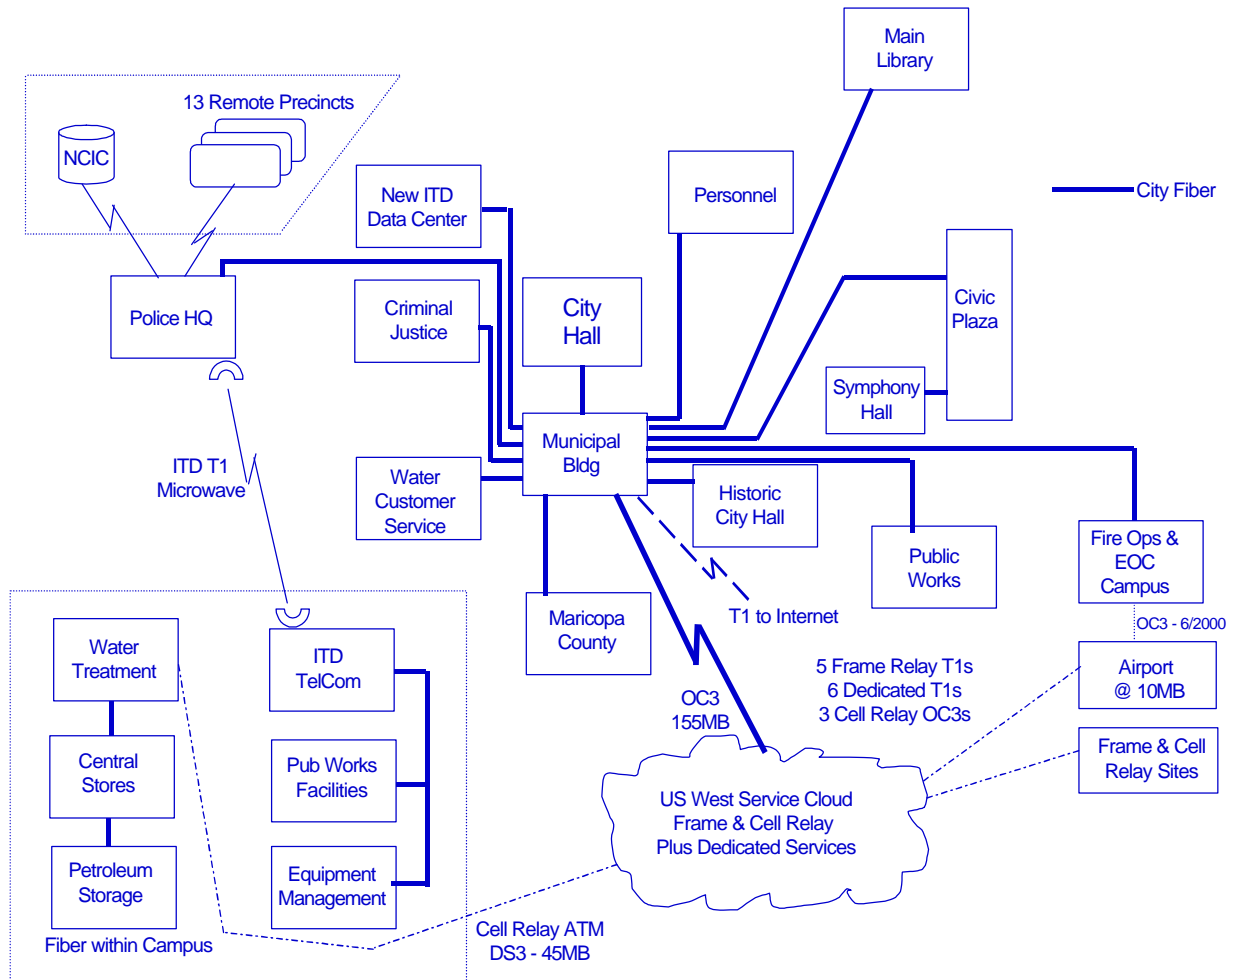 Main
Library
13 Remote Precincts
NCIC
New ITD
Data Center
Personnel
City Fiber
Police HQ
Criminal
Justice
City
Hall
Civic
Plaza
Symphony
Hall
Municipal
Bldg
ITD T1
Microwave
Water
Customer
Service
Historic
City Hall
Public
Works
Fire Ops &
EOC
Campus
T1 to Internet
Maricopa
County
OC3 - 6/2000
Water
Treatment
ITD
TelCom
OC3
155MB
5 Frame Relay T1s
6 Dedicated T1s
3 Cell Relay OC3s
Airport
@ 10MB
Central
Stores
Pub Works
Facilities
Frame & Cell
Relay Sites
US West Service Cloud
Frame & Cell Relay
Plus Dedicated Services
Petroleum
Storage
Equipment
Management
Fiber within Campus
Cell Relay ATM
DS3 - 45MB